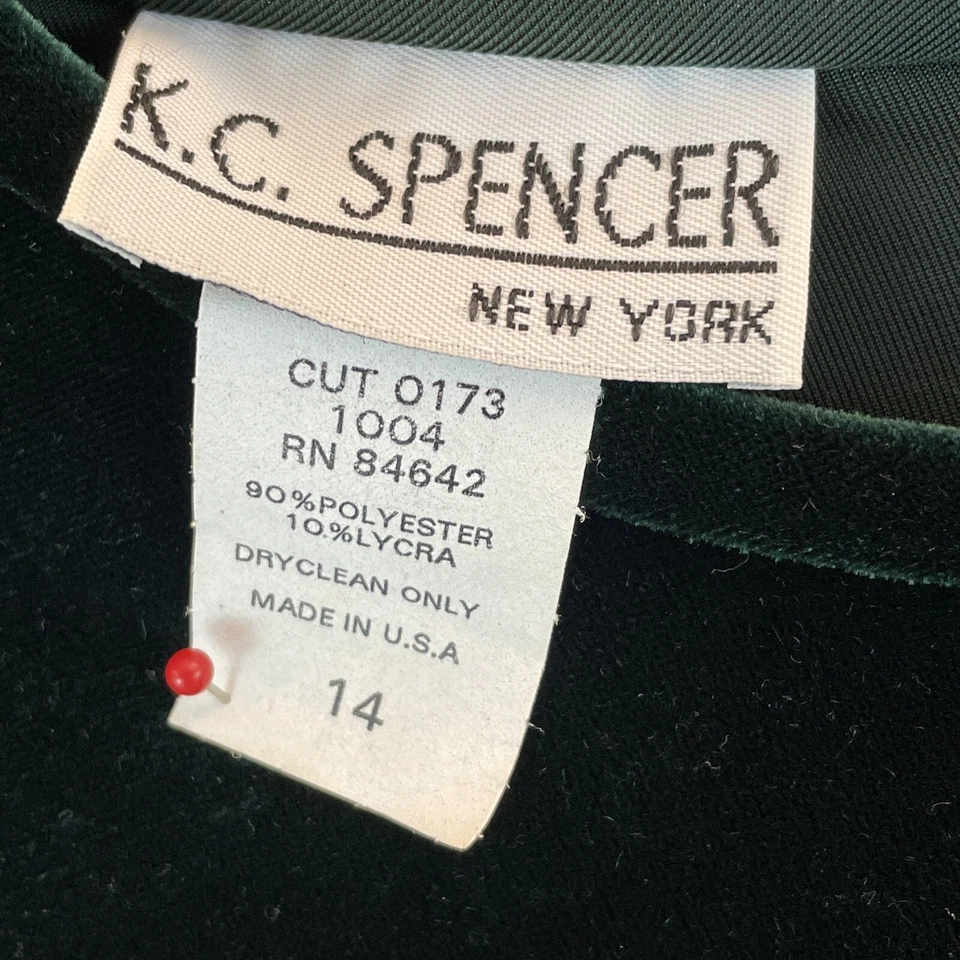 K.C. SPENCER
NEW YORK
CUT 0173
1004
RN 84642
90%POLYESTER
10.%LYCRA
DRYCLEAN ONLY
MADE IN U.S.A
14